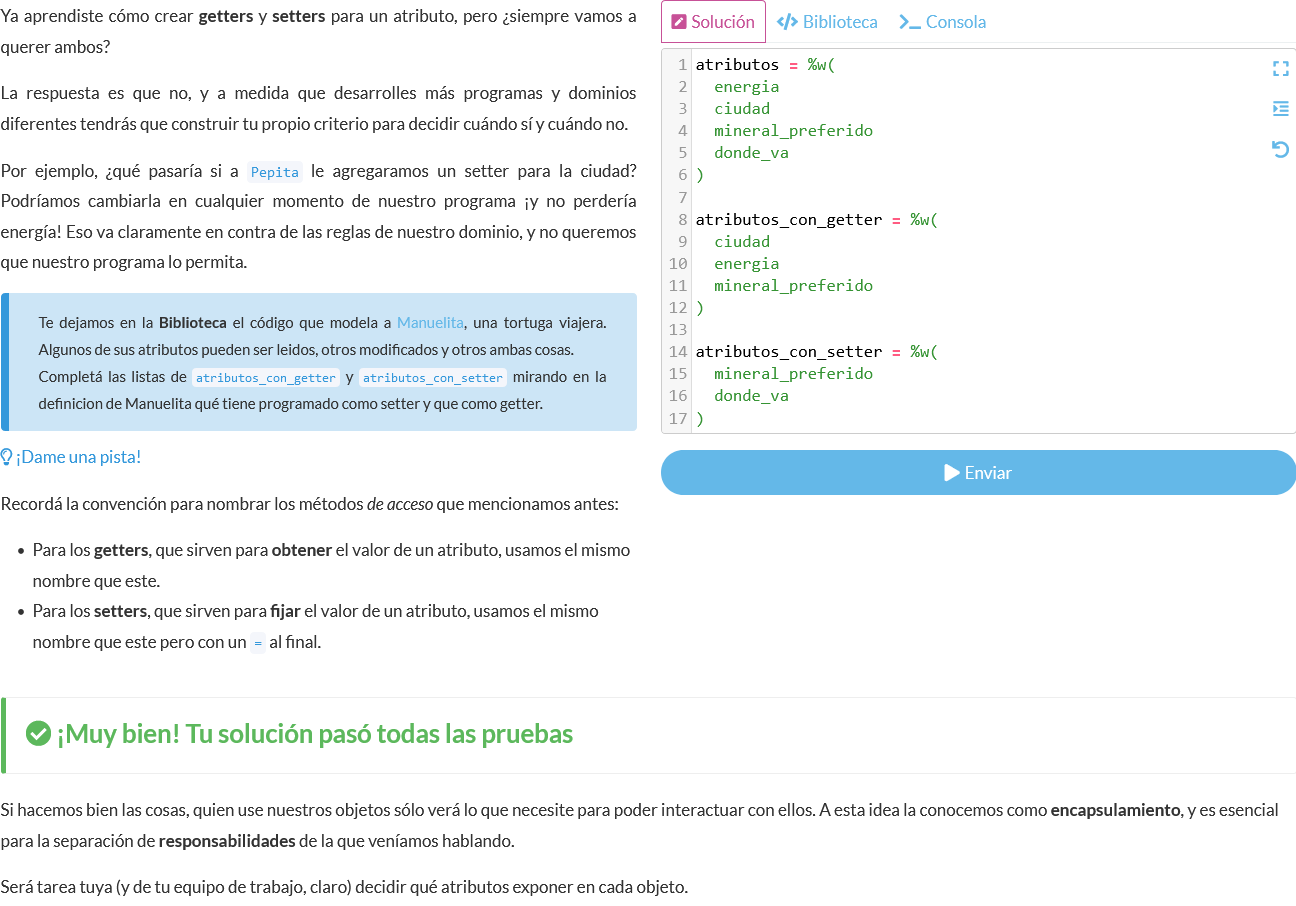 Ya aprendiste cómo crear getters y setters para un atributo, pero ¿siempre vamos a
querer ambos?
La respuesta es que no, y a medida que desarrolles más programas y dominios
diferentes tendrás que construir tu propio criterio para decidir cuándo sí y cuándo no.
Por ejemplo, ¿qué pasaría si a Pepita le agregaramos un setter para la ciudad?
Podríamos cambiarla en cualquier momento de nuestro programa ¡y no perdería
energía! Eso va claramente en contra de las reglas de nuestro dominio, y no queremos
que nuestro programa lo permita.
Te dejamos en la Biblioteca el código que modela a Manuelita, una tortuga viajera.
Algunos de sus atributos pueden ser leidos, otros modificados y otros ambas cosas.
Completá las listas de atributos_con_getter y atributos_con_setter mirando en la
definicion de Manuelita qué tiene programado como setter y que como getter.
¡Dame una pista!
Recordá la convención para nombrar los métodos de acceso que mencionamos antes:
• Para los getters, que sirven para obtener el valor de un atributo, usamos el mismo
nombre que este.
• Para los setters, que sirven para fijar el valor de un atributo, usamos el mismo
nombre que este pero con un = al final.
Solución
Biblioteca
Consola
1 atributos = %w(
2 energia
3 ciudad
4 mineral_preferido
5 donde_va
6 )
7
8 atributos_con_getter = %w(
9 ciudad
10 energia
11 mineral_preferido
12 )
13
14 atributos_con_setter = %w(
15 mineral_preferido
16 donde_va
17 )
Enviar
¡Muy bien! Tu solución pasó todas las pruebas
Si hacemos bien las cosas, quien use nuestros objetos sólo verá lo que necesite para poder interactuar con ellos. A esta idea la conocemos como encapsulamiento, y es esencial
para la separación de responsabilidades de la que veníamos hablando.
Será tarea tuya (y de tu equipo de trabajo, claro) decidir qué atributos exponer en cada objeto.